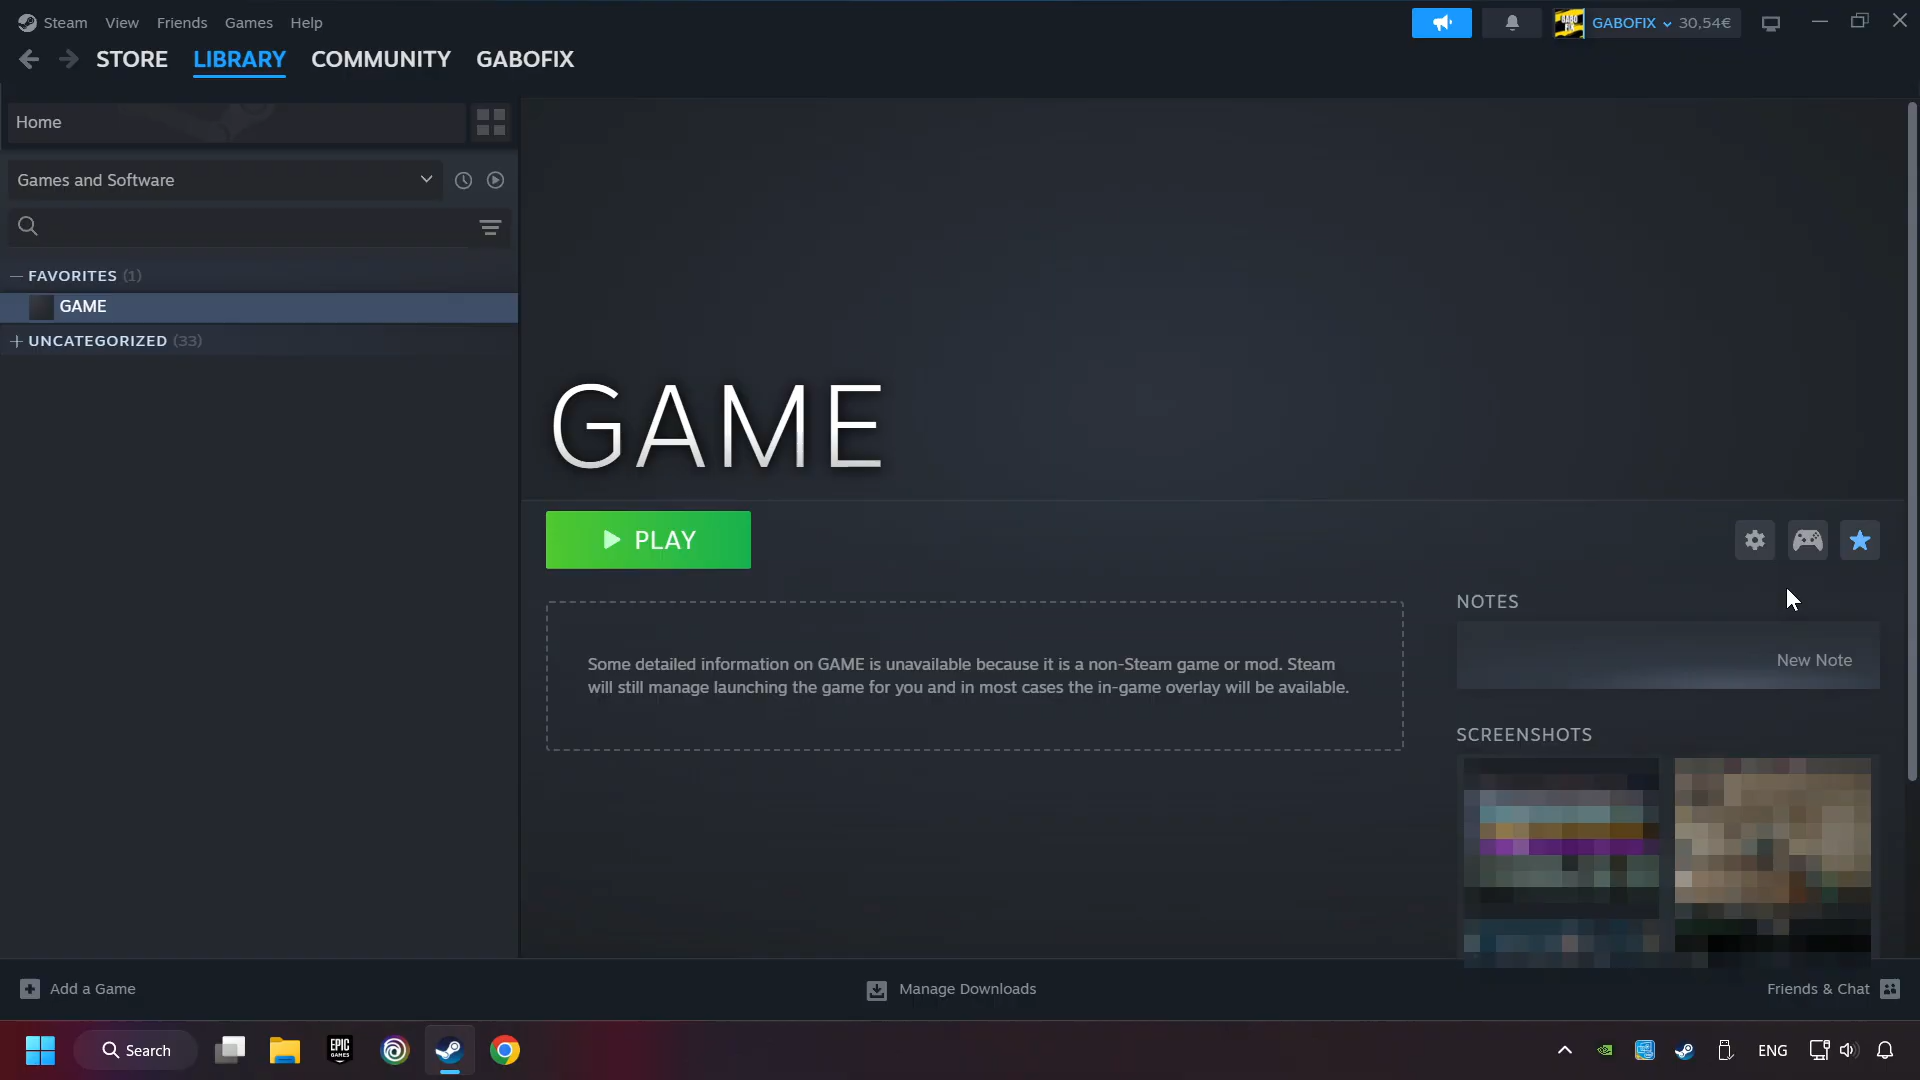 Steam View Friends Games Help
GABOFIX 30,54€
STORE LIBRARY COMMUNITY GABOFIX
Home
Games and Software
FAVORITES (1)
GAME
UNCATEGORIZED (33)
GAME
PLAY
NOTES
New Note
Some detailed information on GAME is unavailable because it is a non-Steam game or mod. Steam
will still manage launching the game for you and in most cases the in-game overlay will be available.
SCREENSHOTS
Add a Game
Manage Downloads
Friends & Chat
Search
EPIC GAMES
ENG